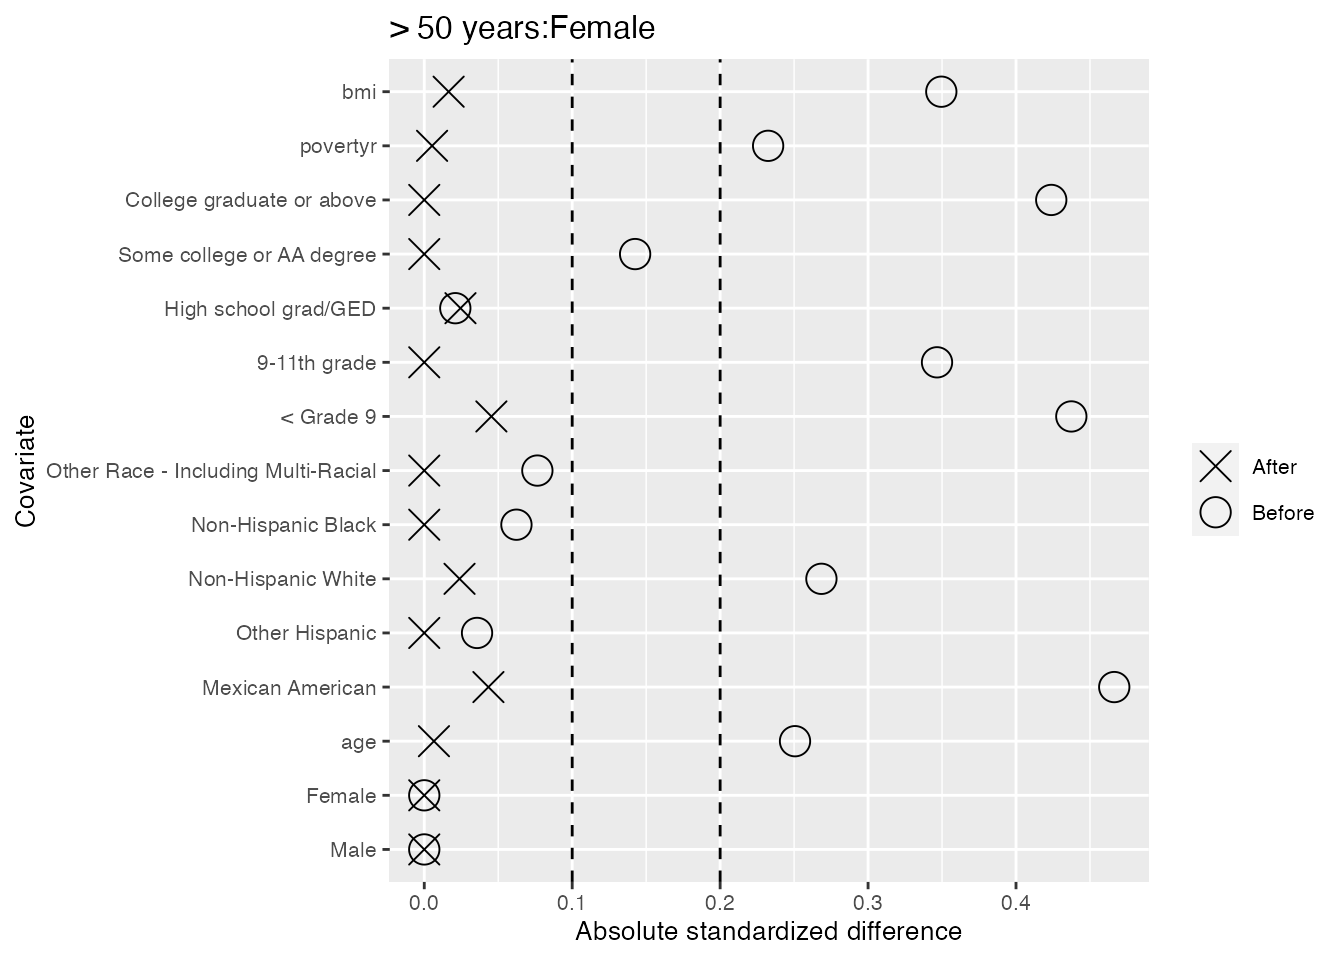 > 50 years:Female
bmi
povertyr
College graduate or above
Some college or AA degree
High school grad/GED
9-11th grade
< Grade 9
Other Race - Including Multi-Racial
Non-Hispanic Black
Non-Hispanic White
Other Hispanic
Mexican American
age
Female
Male
Covariate
0.0 0.1 0.2 0.3 0.4
Absolute standardized difference
After
Before